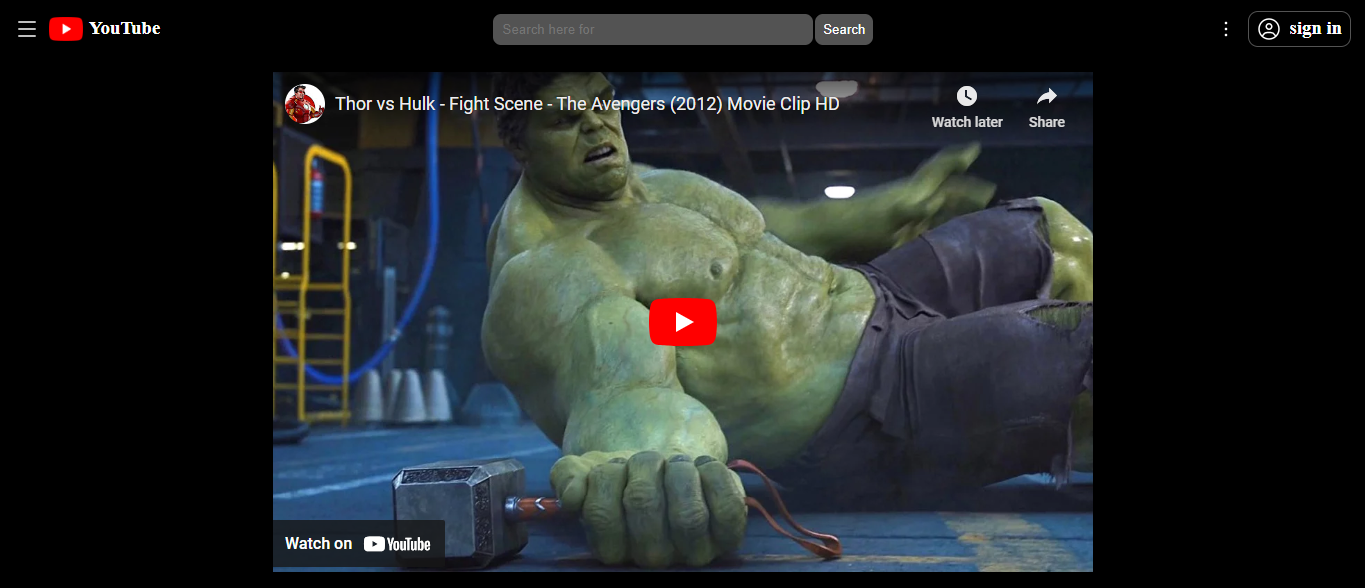 YouTube
Search here for
Search
sign in
Thor vs Hulk - Fight Scene - The Avengers (2012) Movie Clip HD
Watch later
Share
Watch on YouTube